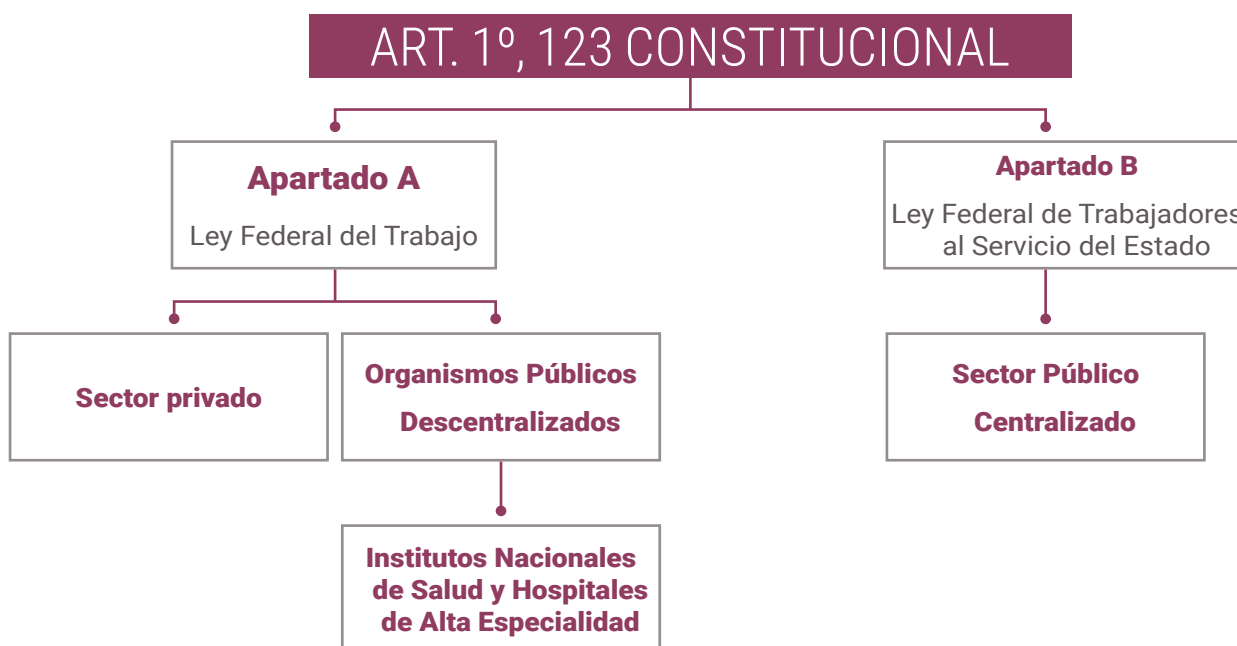 ART. 1º, 123 CONSTITUCIONAL
Apartado A
Ley Federal del Trabajo
Apartado B
Ley Federal de Trabajadores
al Servicio del Estado
Sector privado
Organismos Públicos
Descentralizados
Sector Público
Centralizado
Institutos Nacionales
de Salud y Hospitales
de Alta Especialidad